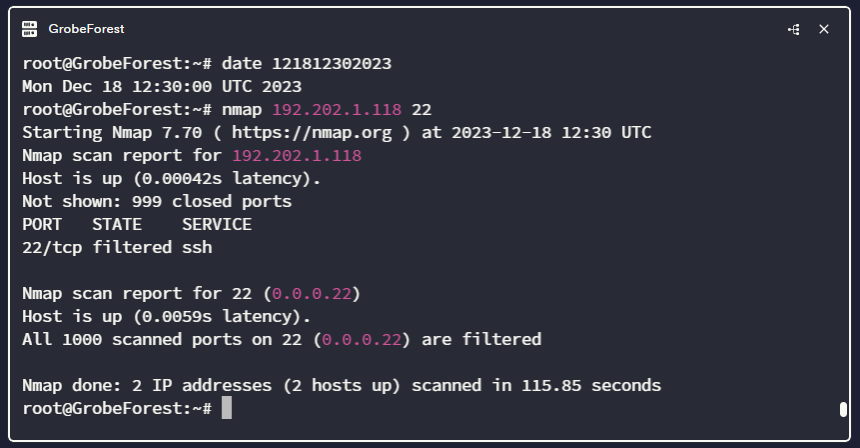 GrobeForest
root@GrobeForest:~# date 121812302023
Mon Dec 18 12:30:00 UTC 2023
root@GrobeForest:~# nmap 192.202.1.118 22
Starting Nmap 7.70 ( https://nmap.org ) at 2023-12-18 12:30 UTC
Nmap scan report for 192.202.1.118
Host is up (0.00042s latency).
Not shown: 999 closed ports
PORT   STATE    SERVICE
22/tcp filtered ssh
Nmap scan report for 22 (0.0.0.22)
Host is up (0.0059s latency).
All 1000 scanned ports on 22 (0.0.0.22) are filtered
Nmap done: 2 IP addresses (2 hosts up) scanned in 115.85 seconds
root@GrobeForest:~#